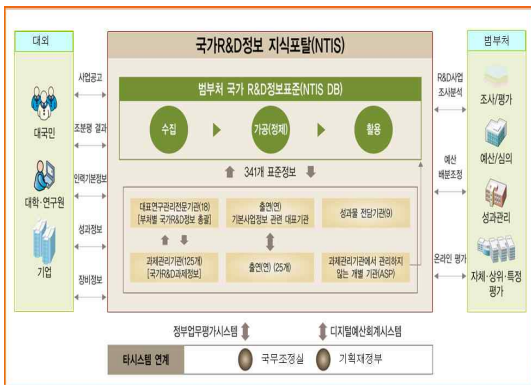 대외
국가R&D정보 지식포탈(NTIS)
범부처
사업공고
조분평 결과
인력기본정보
성과정보
장비정보
대국민
대학·연구원
기업
범부처 국가 R&D정보표준(NTIS DB)
수집
가공(정제)
활용
341개 표준정보
대표연구관리전문기관(18)
[부처별 국가R&D정보 총괄]
출연(연)
기본사업정보 관련 대표기관
성과물 전담기관(9)
과제관리기관(125개)
[국가R&D과제정보]
출연(연) (25개)
과제관리기관에서 관리하지
않는 개별 기관(ASP)
R&D사업
조사분석
예산
배분조정
온라인 평가
조사/평가
예산/심의
성과관리
자체·상위·특정
평가
정부업무평가시스템
디지털예산회계시스템
타시스템 연계
국무조정실
기획재정부